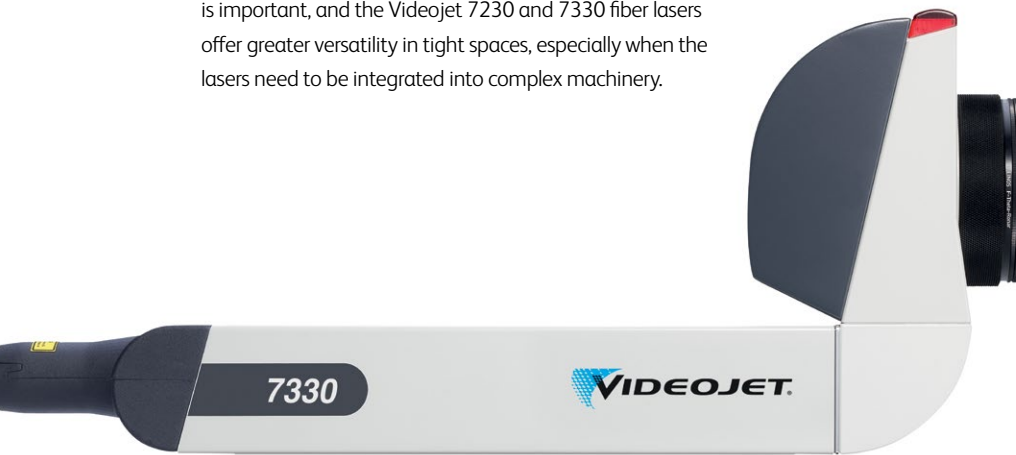 is important, and the Videojet 7230 and 7330 fiber lasers
offer greater versatility in tight spaces, especially when the
lasers need to be integrated into complex machinery.
7330
VIDEOJET.